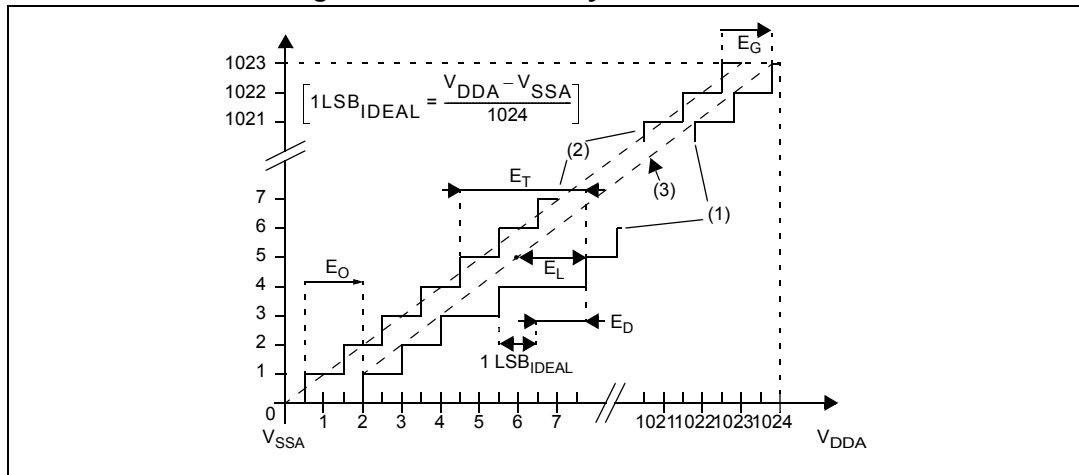 E_G
1023
1022
1021
[1LSB_IDEAL = (V_DDA − V_SSA) / 1024]
(2)
(3)
(1)
E_T
7
6
5
4
3
2
1
0
E_O
E_L
E_D
1 LSB_IDEAL
1 2 3 4 5 6 7 1021 1022 1023 1024
V_SSA
V_DDA